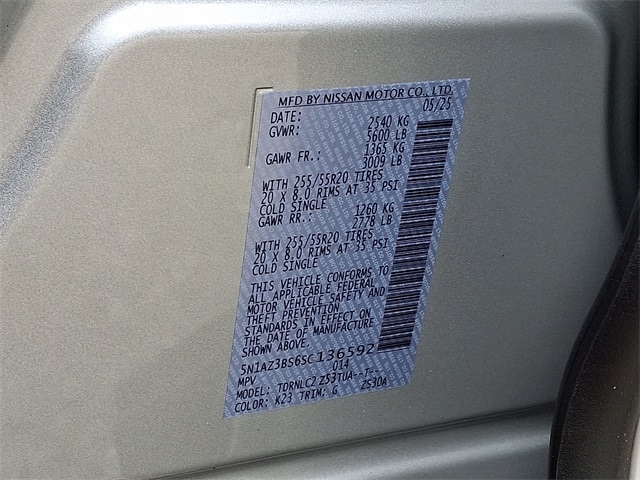 MFD BY NISSAN MOTOR CO., LTD.
DATE: 05/25
GVWR: 2540 KG
5600 LB
GAWR FR.: 1365 KG
3009 LB
WITH 255/55R20 TIRES
20 X 8.0 RIMS AT 35 PSI
COLD SINGLE
GAWR RR.: 1260 KG
2778 LB
WITH 255/55R20 TIRES
20 X 8.0 RIMS AT 35 PSI
COLD SINGLE
THIS VEHICLE CONFORMS TO
ALL APPLICABLE FEDERAL
MOTOR VEHICLE SAFETY AND
THEFT PREVENTION
STANDARDS IN EFFECT ON
THE DATE OF MANUFACTURE
SHOWN ABOVE.
5N1AZ3BS6SC136592
MPV 014
MODEL: TDRNLCZ Z53TUA--T--
COLOR: K23 TRIM: G ZS3DA